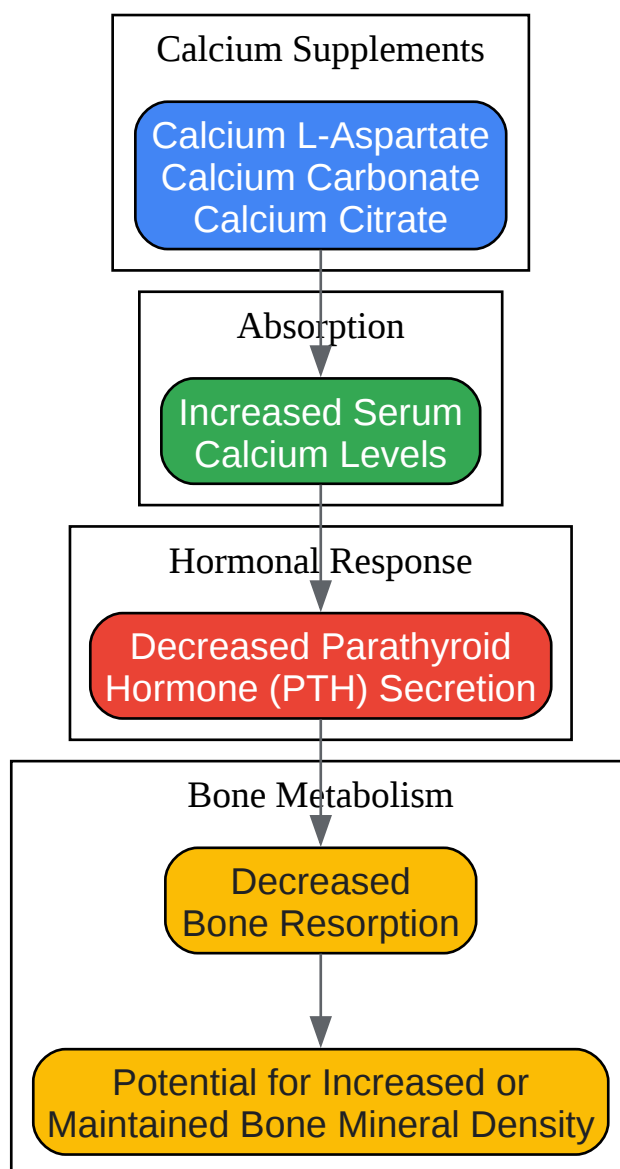 Calcium Supplements
Calcium L-Aspartate
Calcium Carbonate
Calcium Citrate
Absorption
Increased Serum
Calcium Levels
Hormonal Response
Decreased Parathyroid
Hormone (PTH) Secretion
Bone Metabolism
Decreased
Bone Resorption
Potential for Increased or
Maintained Bone Mineral Density